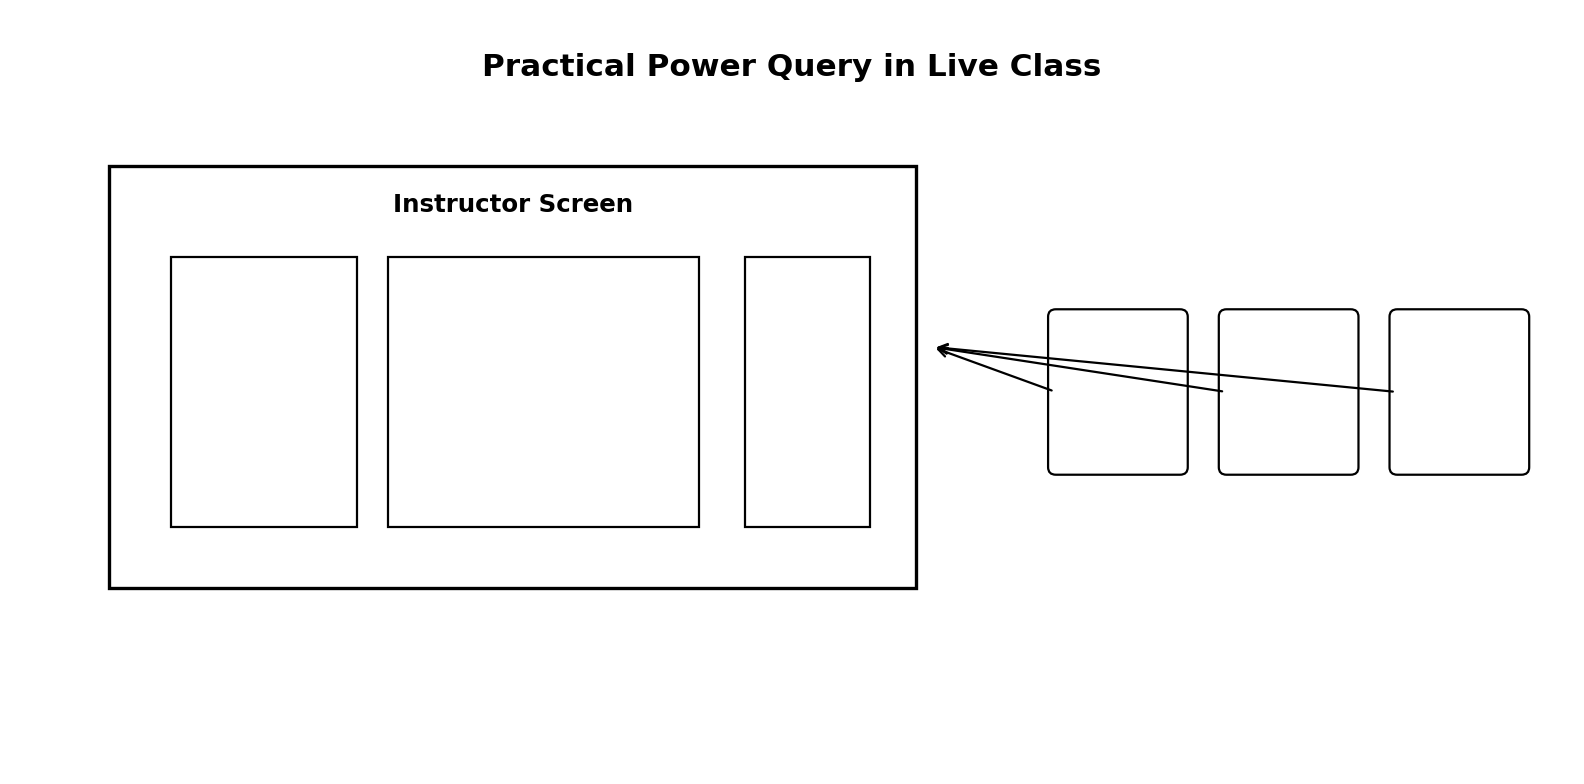 Practical Power Query in Live Class
Instructor Screen